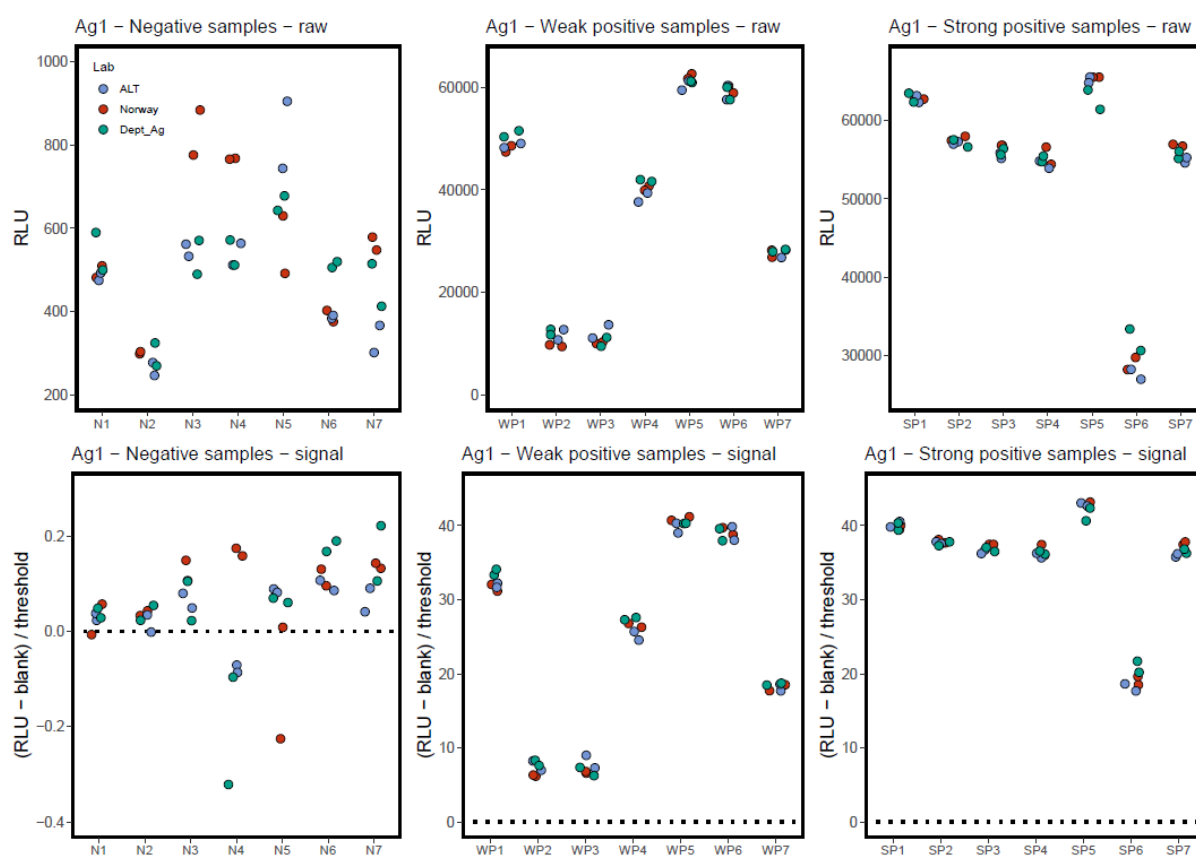 Ag1 − Negative samples − raw
Ag1 − Weak positive samples − raw
Ag1 − Strong positive samples − raw
1000
800
600
400
200
RLU
Lab
ALT
Norway
Dept_Ag
N1 N2 N3 N4 N5 N6 N7
60000
40000
20000
0
RLU
WP1 WP2 WP3 WP4 WP5 WP6 WP7
60000
50000
40000
30000
RLU
SP1 SP2 SP3 SP4 SP5 SP6 SP7
Ag1 − Negative samples − signal
Ag1 − Weak positive samples − signal
Ag1 − Strong positive samples − signal
0.2
0.0
−0.2
−0.4
(RLU − blank) / threshold
N1 N2 N3 N4 N5 N6 N7
40
30
20
10
0
(RLU − blank) / threshold
WP1 WP2 WP3 WP4 WP5 WP6 WP7
40
30
20
10
0
(RLU − blank) / threshold
SP1 SP2 SP3 SP4 SP5 SP6 SP7